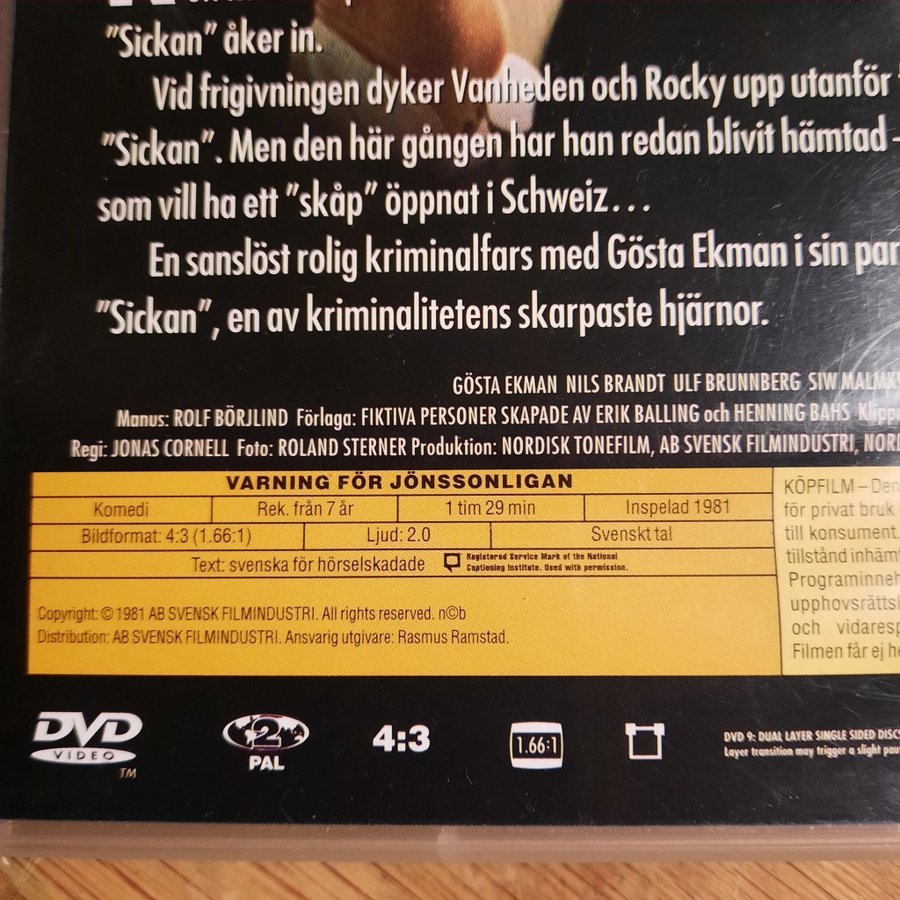 "Sickan" åker in.
Vid frigivningen dyker Vanheden och Rocky upp utanför
"Sickan". Men den här gången har han redan blivit hämtad –
som vill ha ett "skåp" öppnat i Schweiz...
En sanslöst rolig kriminalfars med Gösta Ekman i sin
"Sickan", en av kriminalitetens skarpaste hjärnor.
GÖSTA EKMAN NILS BRANDT ULF BRUNNBERG SIW
Manus: ROLF BÖRJLIND Förlaga: FIKTIVA PERSONER SKAPADE AV ERIK BALLING och HENNING BAHS
Regi: JONAS CORNELL Foto: ROLAND STERNER Produktion: NORDISK TONEFILM, AB SVENSK FILMINDUSTRI,
VARNING FÖR JÖNSSONLIGAN
Komedi Rek. från 7 år 1 tim 29 min Inspelad 1981
Bildformat: 4:3 (1.66:1) Ljud: 2.0 Svenskt tal
Text: svenska för hörselskadade Registered Service Mark of the National
Captioning Institute. Used with permission.
Copyright: © 1981 AB SVENSK FILMINDUSTRI. All rights reserved. n©b
Distribution: AB SVENSK FILMINDUSTRI. Ansvarig utgivare: Rasmus Ramstad.
KÖPFILM – Den
för privat bruk
till konsument.
tillstånd
och
Filmen får ej
DVD
VIDEO
TM
2
PAL
4:3
1.66:1
DVD 9: DUAL LAYER SINGLE SIDED DISC
Layer transition may trigger a slight